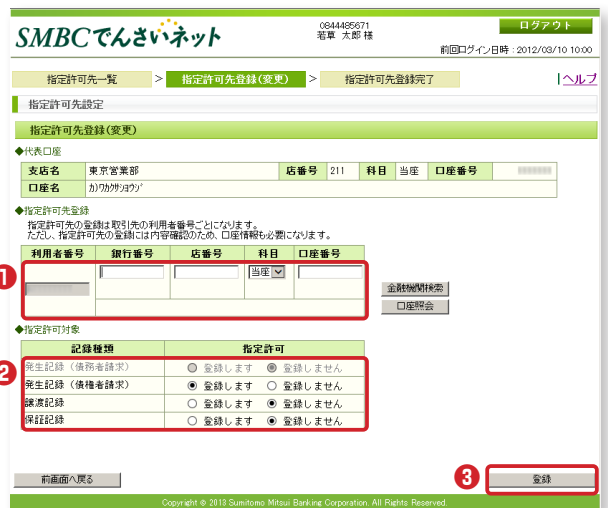 SMBCでんさいネット
0844485671
若草 太郎 様
ログアウト
前回ログイン日時：2012/03/10 10:00
指定許可先一覧 > 指定許可先登録(変更) > 指定許可先登録完了
ヘルプ
指定許可先設定
指定許可先登録(変更)
◆代表口座
支店名 東京営業部 店番号 211 科目 当座 口座番号
口座名 カ)ワカクサシヨウジ
◆指定許可先登録
指定許可先の登録は取引先の利用者番号ごとになります。
ただし、指定許可先の登録には内容確認のため、口座情報も必要になります。
利用者番号 銀行番号 店番号 科目 口座番号
1
当座
金融機関検索
口座照会
◆指定許可対象
記録種類 指定許可
2
発生記録（債務者請求） 登録します 登録しません
発生記録（債権者請求） 登録します 登録しません
譲渡記録 登録します 登録しません
保証記録 登録します 登録しません
前画面へ戻る
3
登録
Copyright © 2013 Sumitomo Mitsui Banking Corporation. All Rights Reserved.